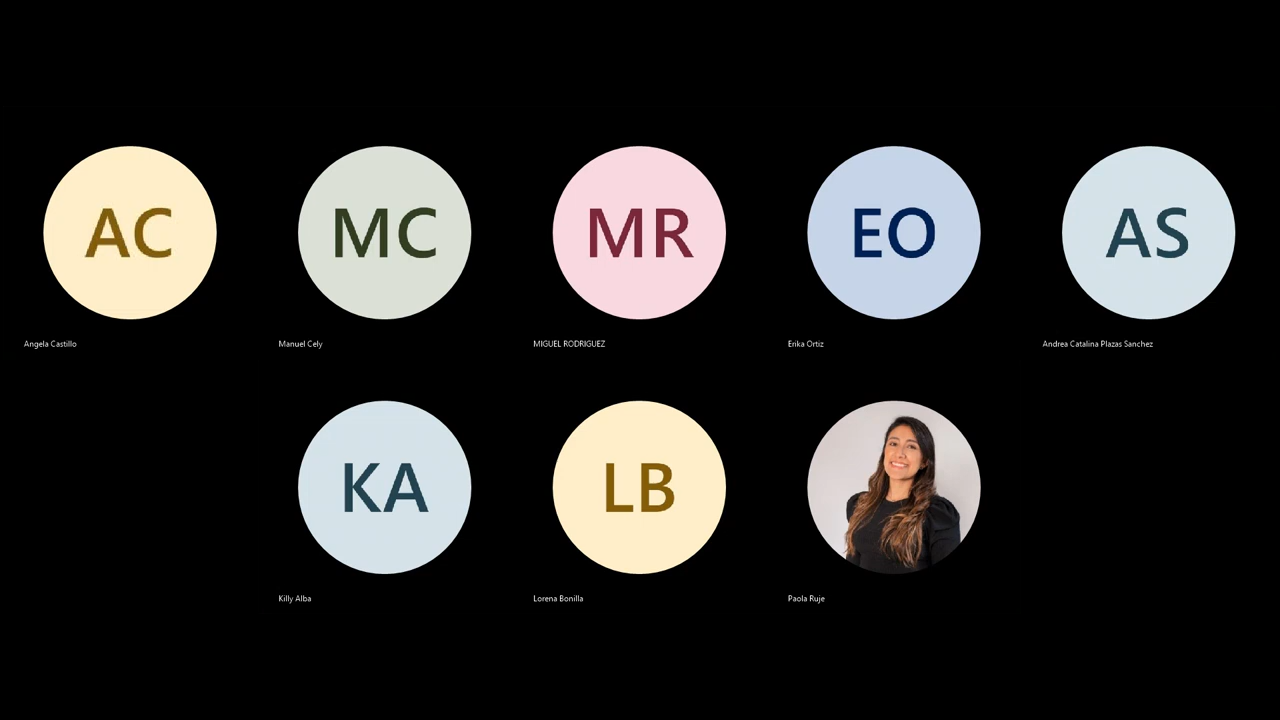 AC
MC
MR
EO
AS
Angela Castillo
Manuel Cely
MIGUEL RODRIGUEZ
Erika Ortiz
Andrea Catalina Plazas Sanchez
KA
LB
Killy Alba
Lorena Bonilla
Paola Ruje